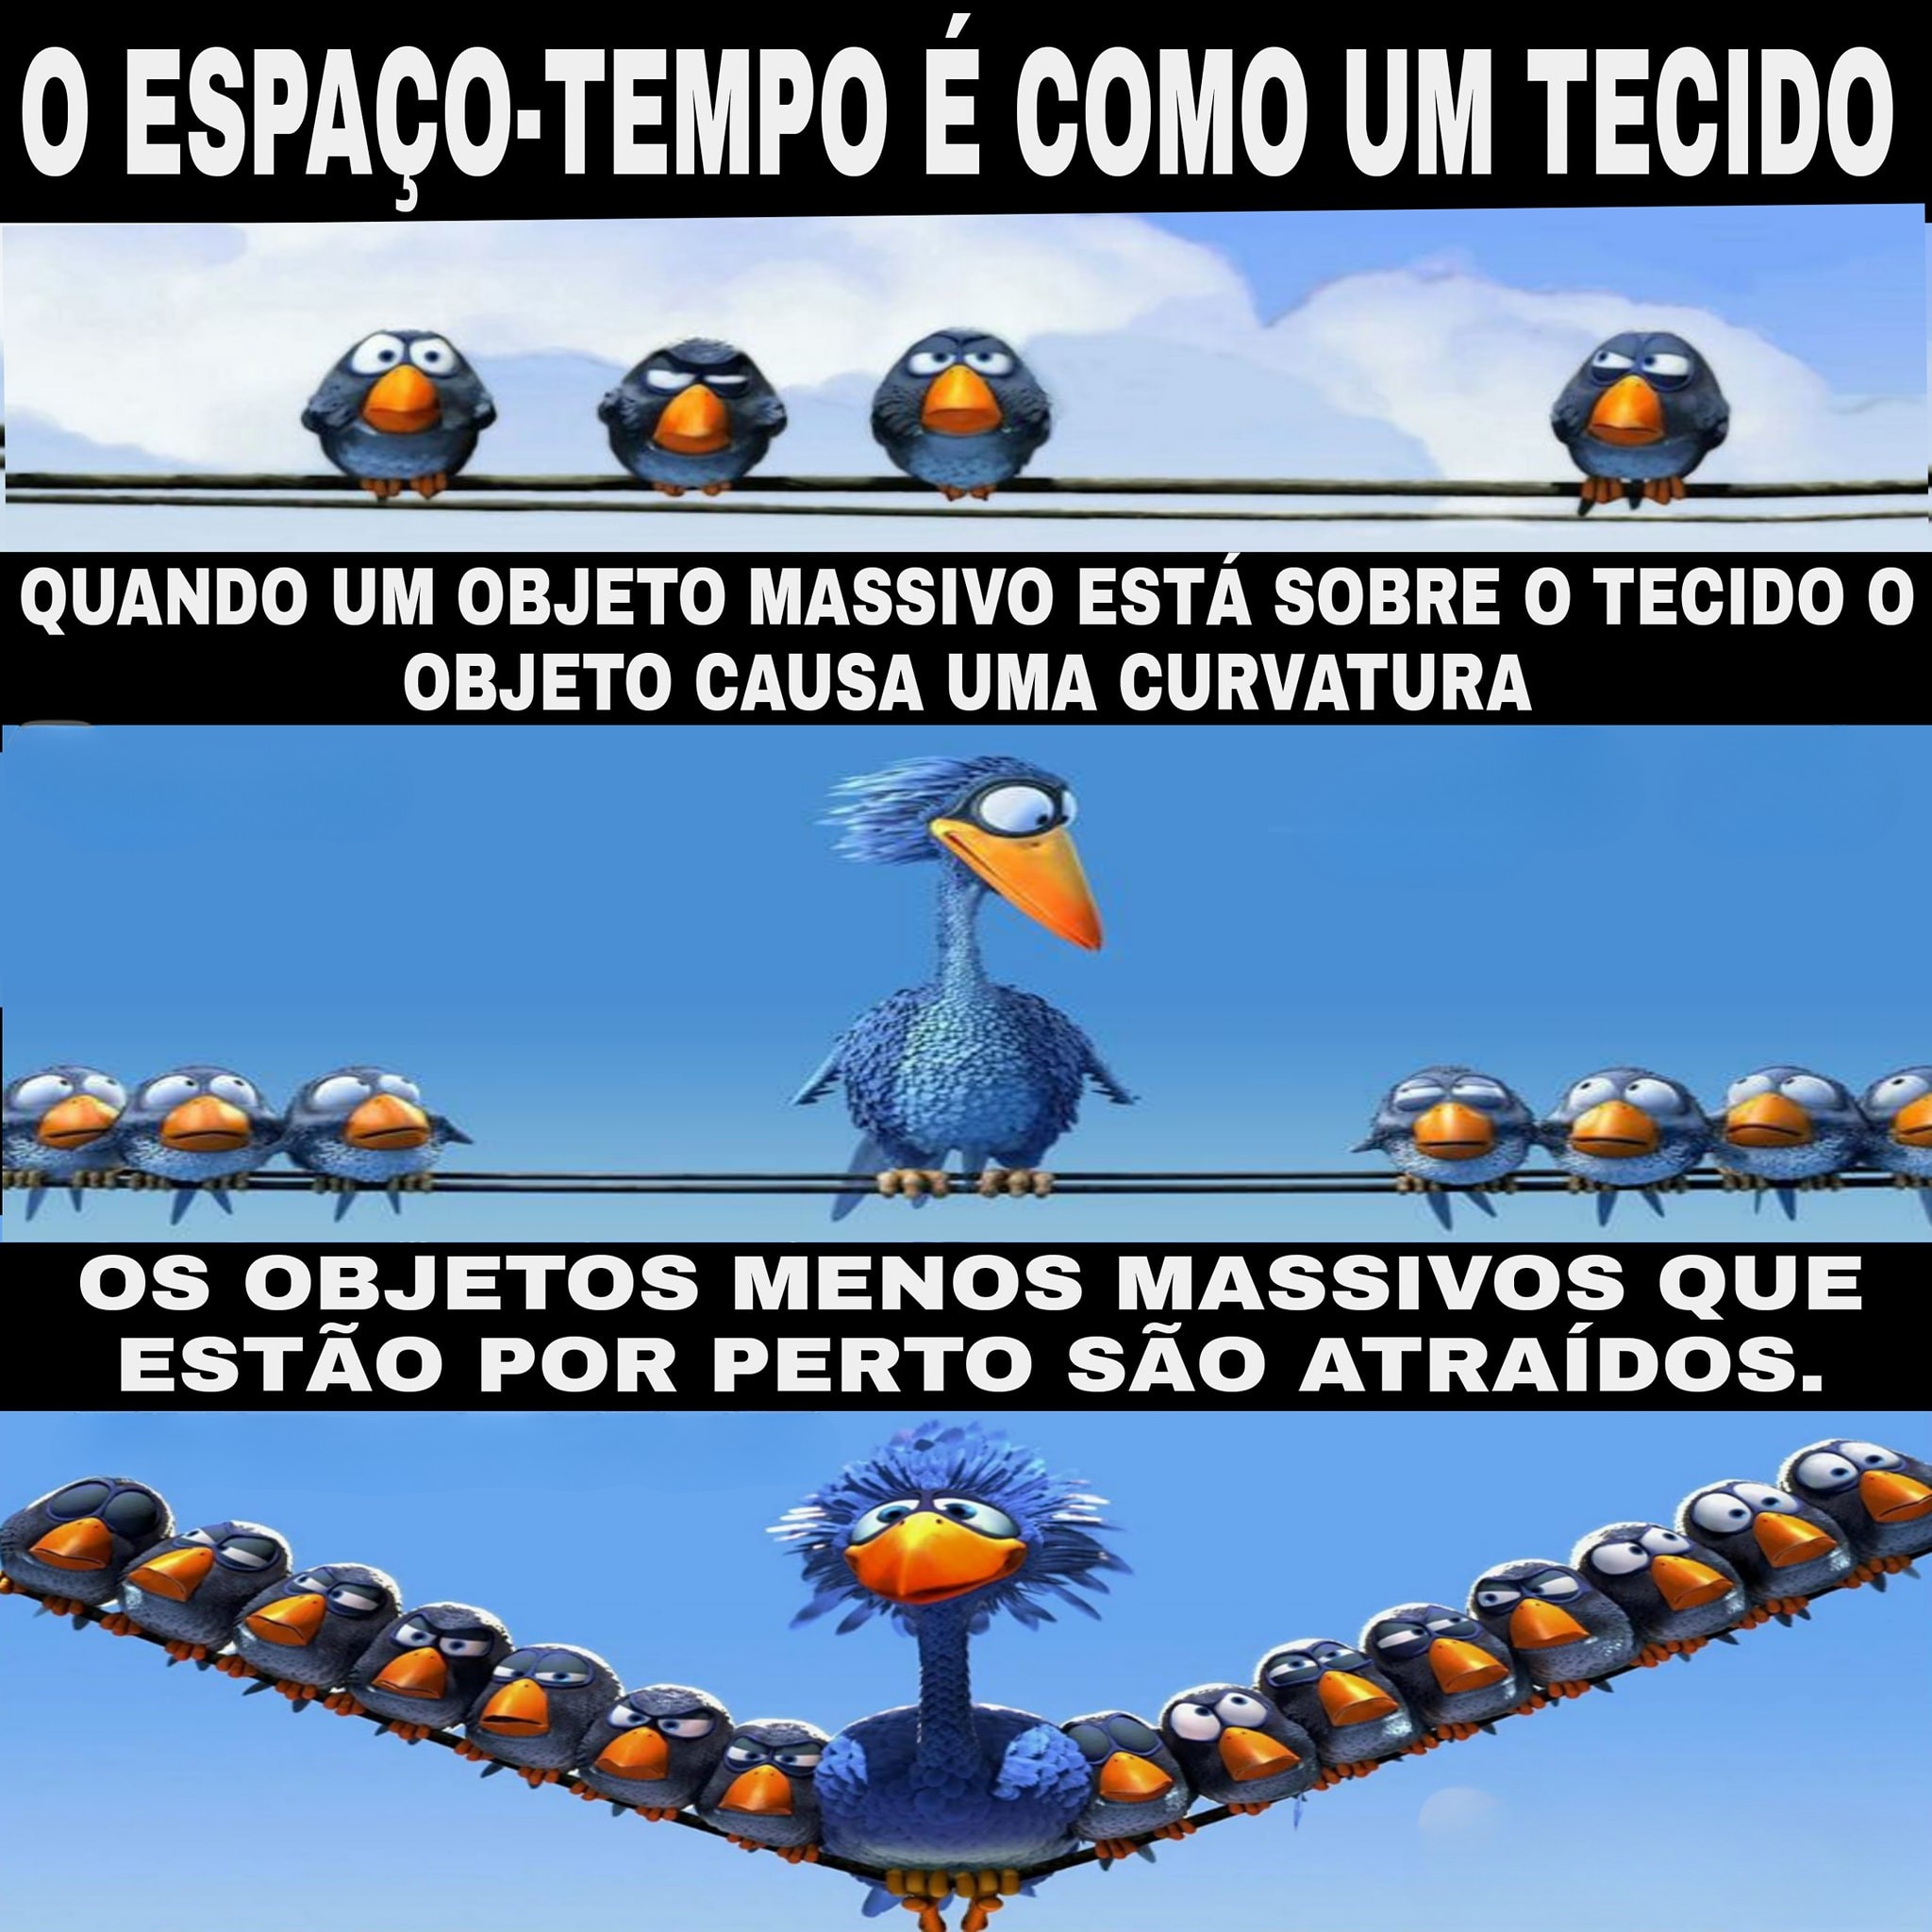 O ESPAÇO-TEMPO É COMO UM TECIDO
QUANDO UM OBJETO MASSIVO ESTÁ SOBRE O TECIDO O
OBJETO CAUSA UMA CURVATURA
OS OBJETOS MENOS MASSIVOS QUE
ESTÃO POR PERTO SÃO ATRAÍDOS.